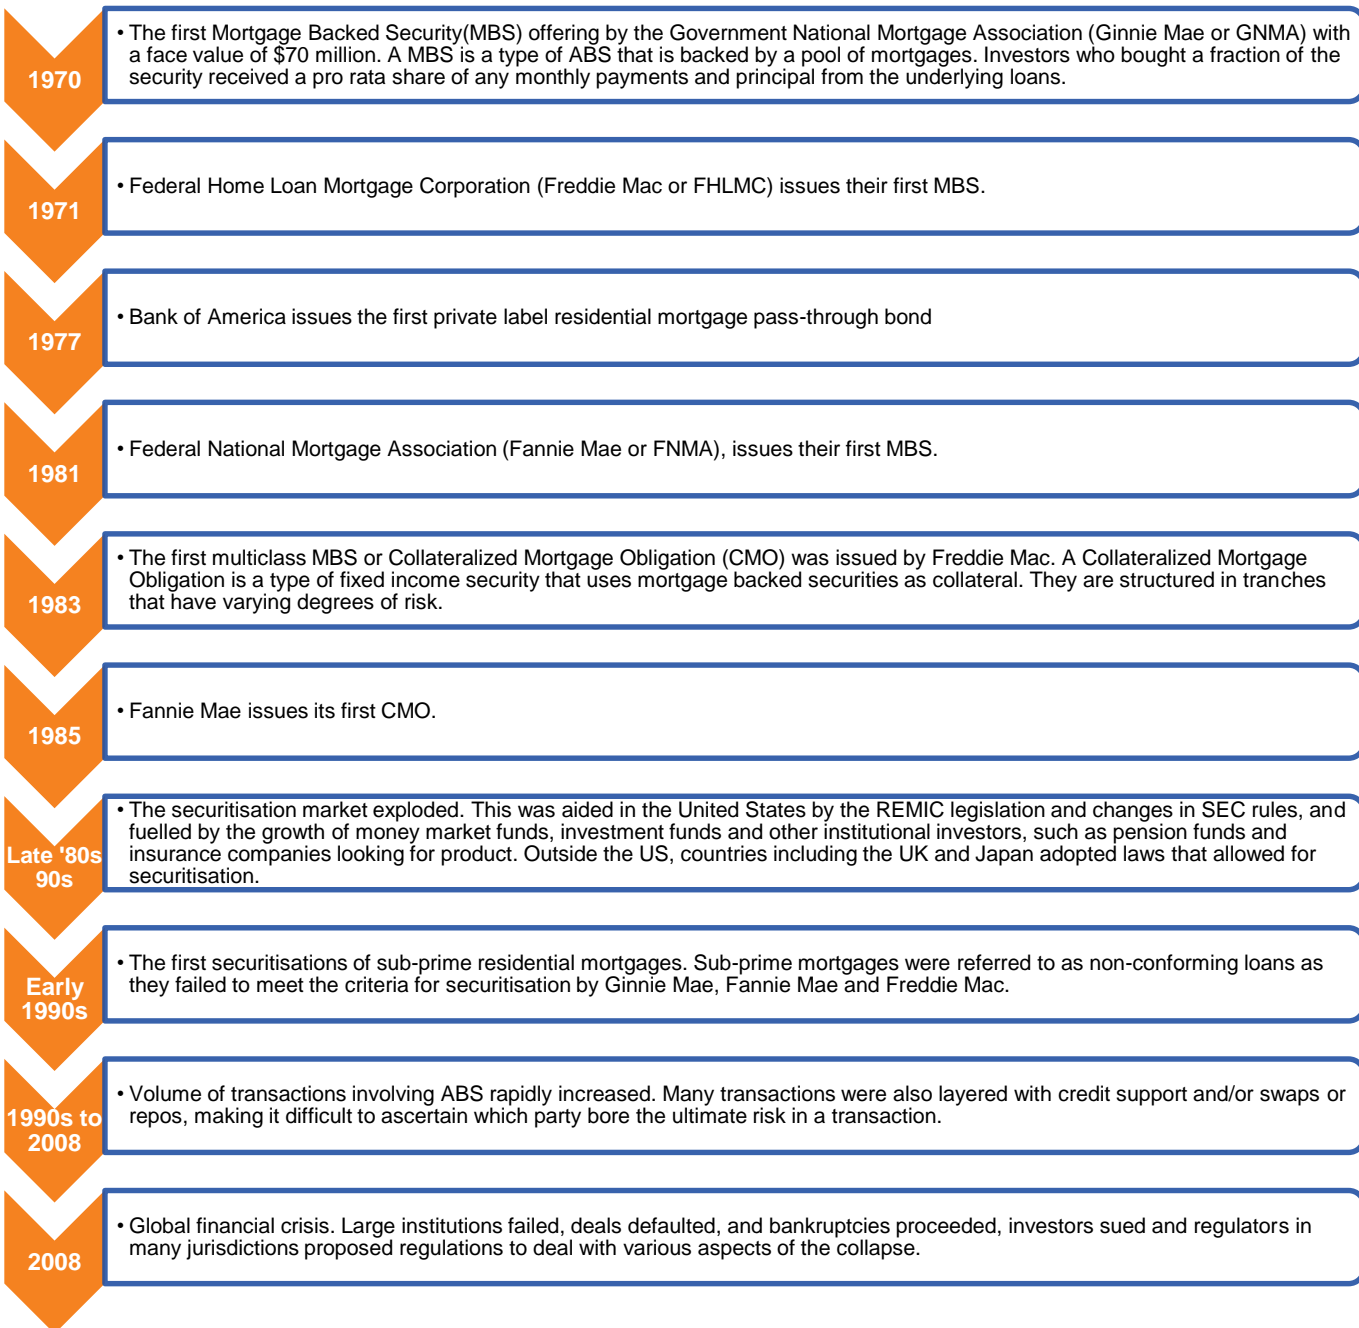 1970
• The first Mortgage Backed Security(MBS) offering by the Government National Mortgage Association (Ginnie Mae or GNMA) with
a face value of $70 million. A MBS is a type of ABS that is backed by a pool of mortgages. Investors who bought a fraction of the
security received a pro rata share of any monthly payments and principal from the underlying loans.
1971
• Federal Home Loan Mortgage Corporation (Freddie Mac or FHLMC) issues their first MBS.
1977
• Bank of America issues the first private label residential mortgage pass-through bond
1981
• Federal National Mortgage Association (Fannie Mae or FNMA), issues their first MBS.
1983
• The first multiclass MBS or Collateralized Mortgage Obligation (CMO) was issued by Freddie Mac. A Collateralized Mortgage
Obligation is a type of fixed income security that uses mortgage backed securities as collateral. They are structured in tranches
that have varying degrees of risk.
1985
• Fannie Mae issues its first CMO.
Late '80s
90s
• The securitisation market exploded. This was aided in the United States by the REMIC legislation and changes in SEC rules, and
fuelled by the growth of money market funds, investment funds and other institutional investors, such as pension funds and
insurance companies looking for product. Outside the US, countries including the UK and Japan adopted laws that allowed for
securitisation.
Early
1990s
• The first securitisations of sub-prime residential mortgages. Sub-prime mortgages were referred to as non-conforming loans as
they failed to meet the criteria for securitisation by Ginnie Mae, Fannie Mae and Freddie Mac.
1990s to
2008
• Volume of transactions involving ABS rapidly increased. Many transactions were also layered with credit support and/or swaps or
repos, making it difficult to ascertain which party bore the ultimate risk in a transaction.
2008
• Global financial crisis. Large institutions failed, deals defaulted, and bankruptcies proceeded, investors sued and regulators in
many jurisdictions proposed regulations to deal with various aspects of the collapse.